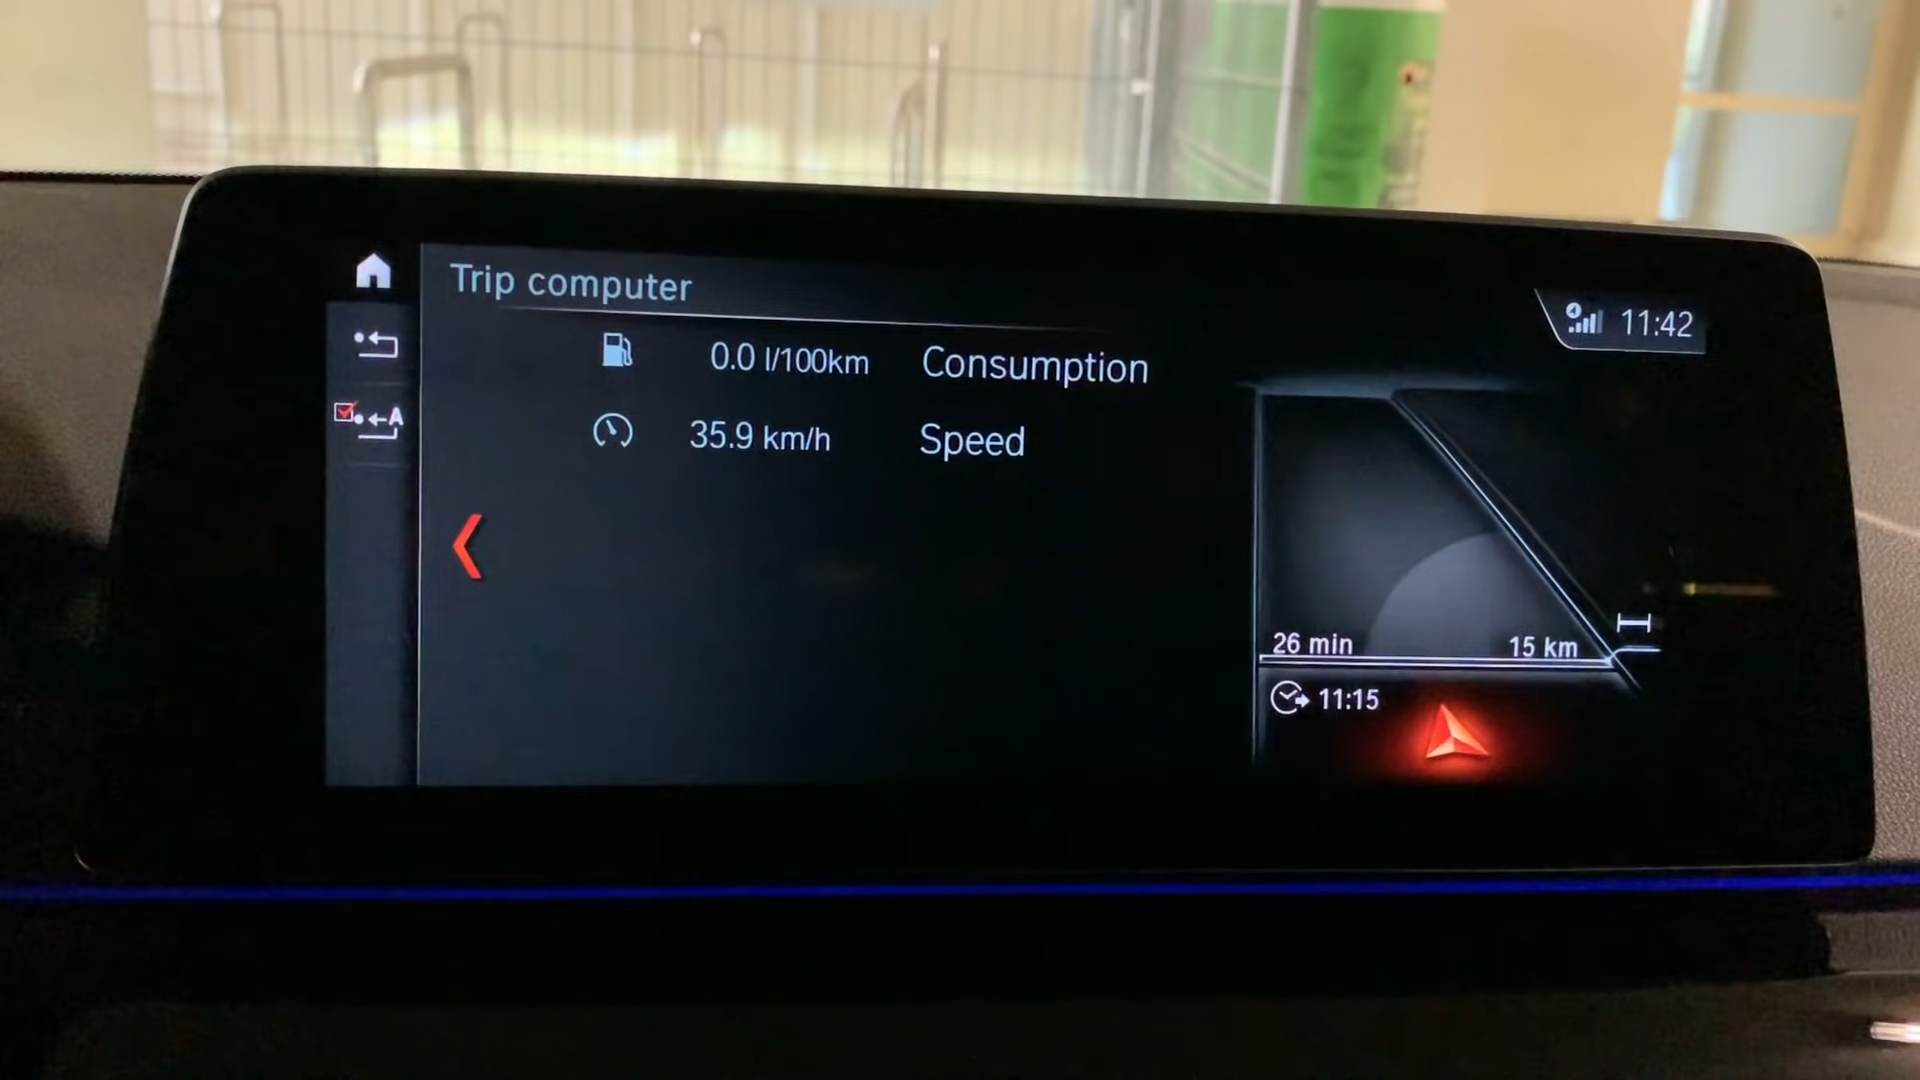 Trip computer
11:42
0.0 l/100km Consumption
35.9 km/h Speed
A
26 min 15 km
11:15